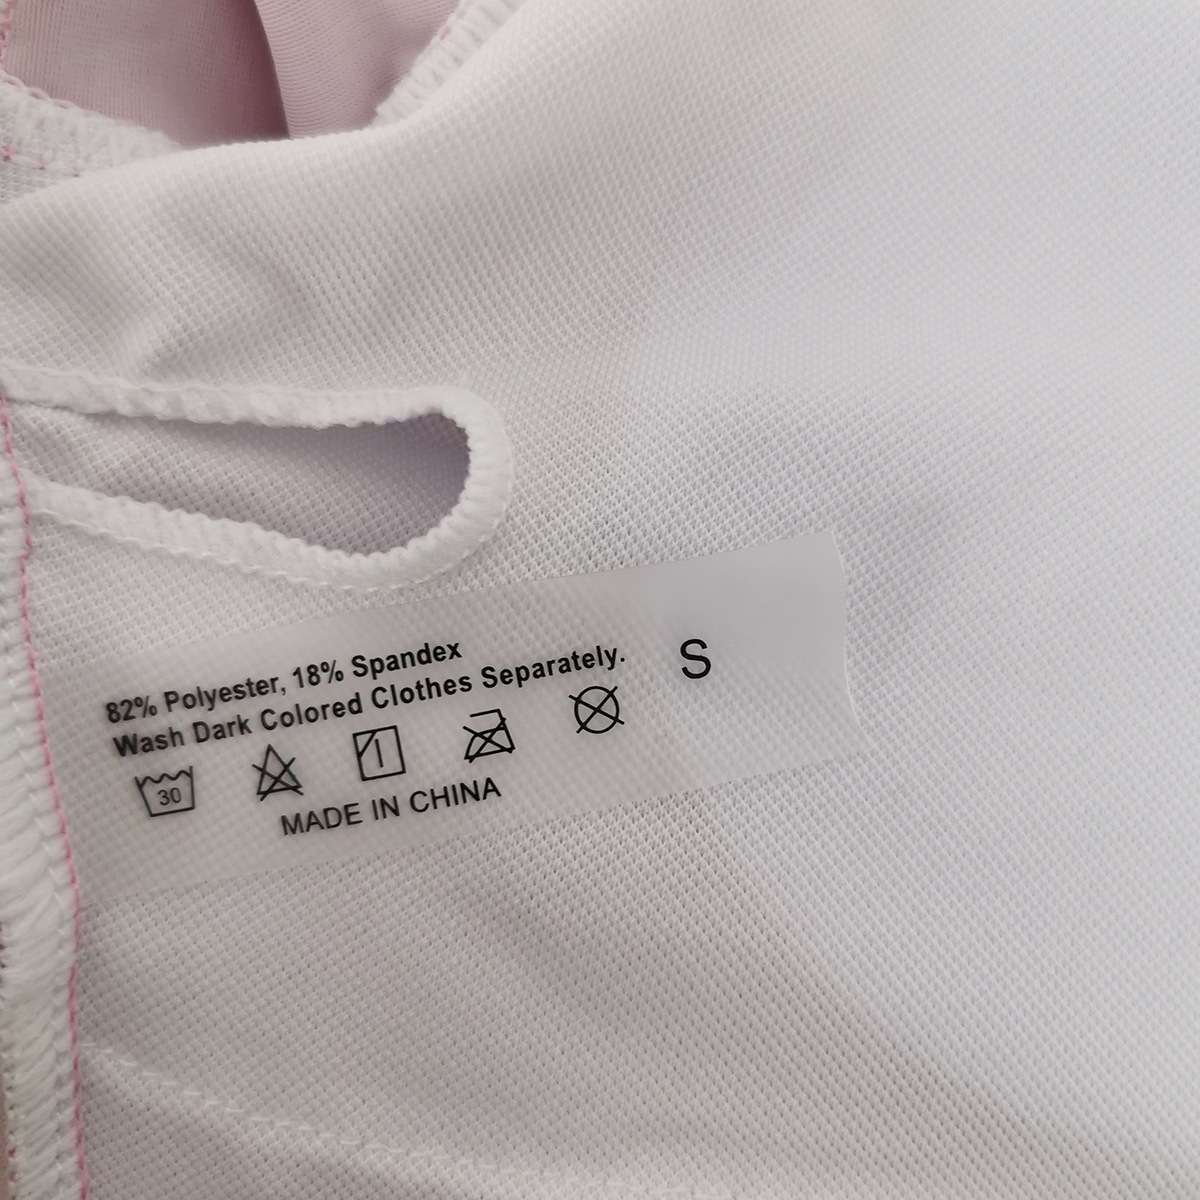 82% Polyester, 18% Spandex
Wash Dark Colored Clothes Separately.
S
30
MADE IN CHINA